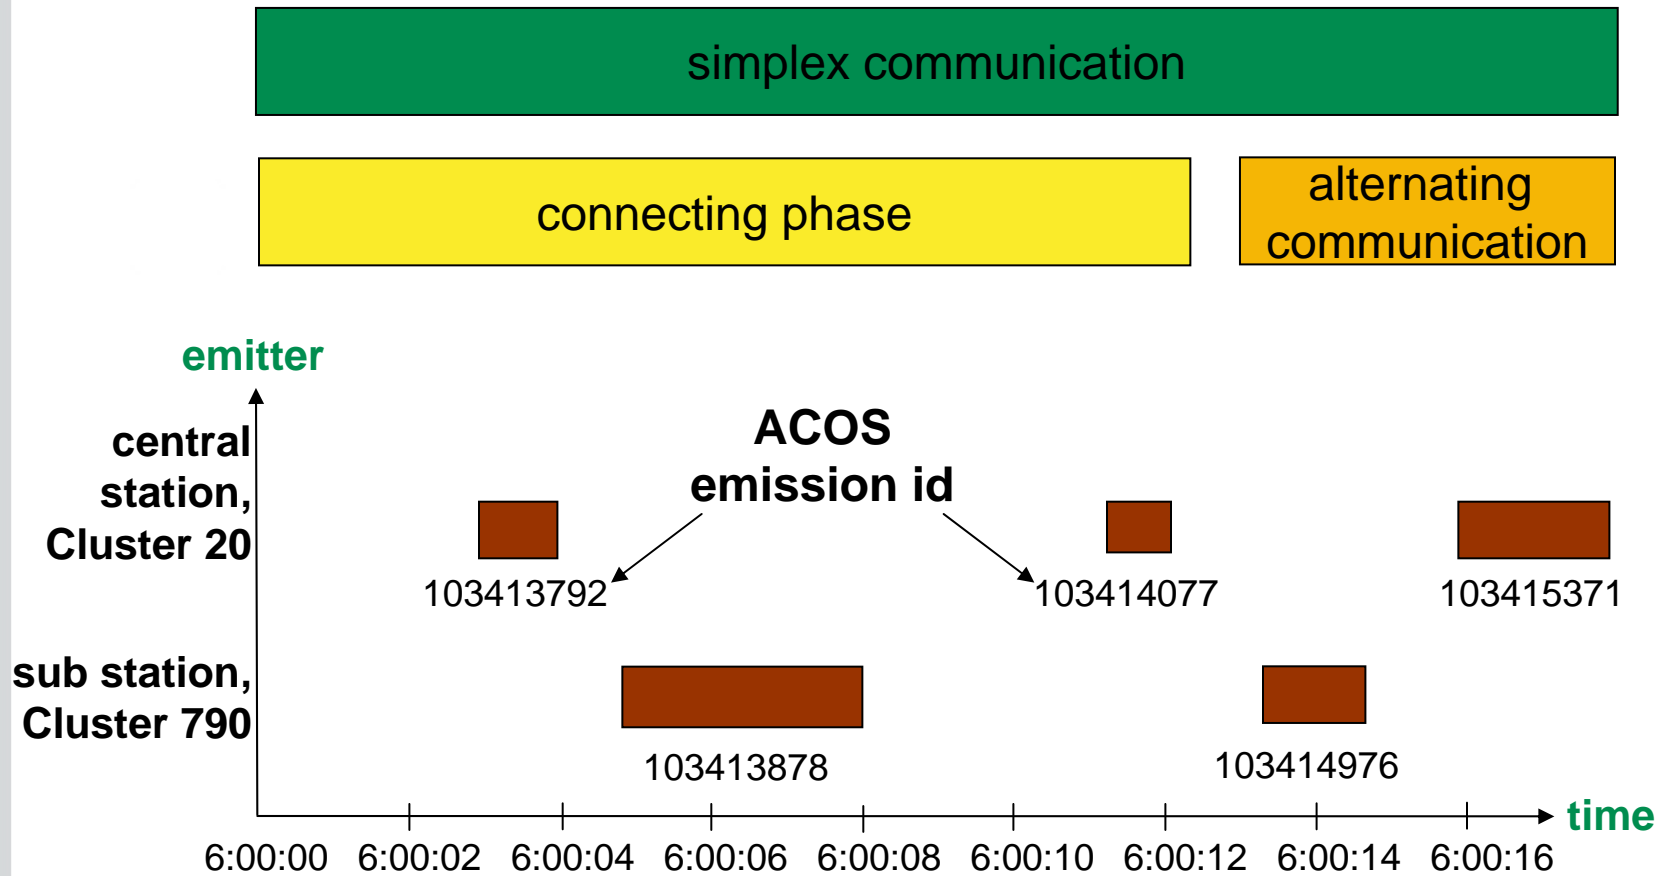 simplex communication
connecting phase
alternating
communication
emitter
central
station,
Cluster 20
ACOS
emission id
103413792
103414077
103415371
sub station,
Cluster 790
103413878
103414976
time
6:00:00 6:00:02 6:00:04 6:00:06 6:00:08 6:00:10 6:00:12 6:00:14 6:00:16